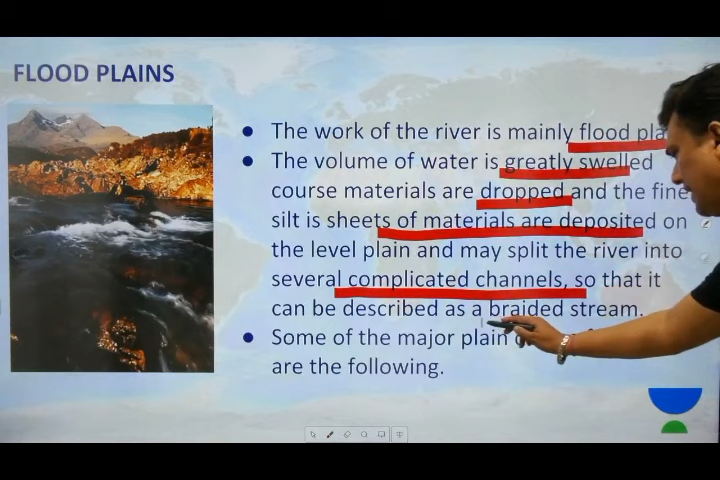 FLOOD PLAINS
● The work of the river is mainly flood pla
● The volume of water is greatly swelled
course materials are dropped and the fine
silt is sheets of materials are deposited on
the level plain and may split the river into
several complicated channels, so that it
can be described as a braided stream.
● Some of the major plain
are the following.